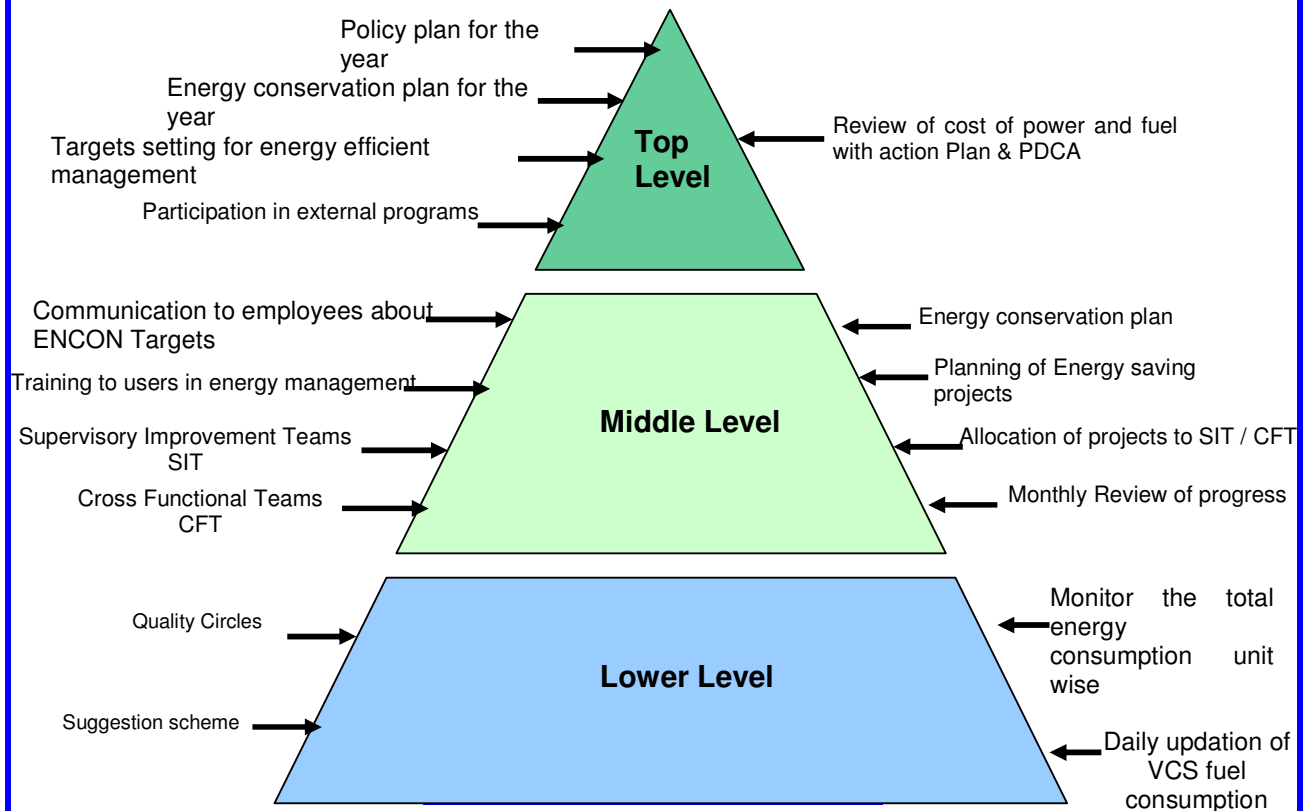 Policy plan for the
year
Energy conservation plan for the
year
Targets setting for energy efficient
management
Participation in external programs
Top
Level
Review of cost of power and fuel
with action Plan & PDCA
Communication to employees about
ENCON Targets
Training to users in energy management
Supervisory Improvement Teams
SIT
Cross Functional Teams
CFT
Middle Level
Energy conservation plan
Planning of Energy saving
projects
Allocation of projects to SIT / CFT
Monthly Review of progress
Quality Circles
Suggestion scheme
Lower Level
Monitor the total
energy
consumption unit
wise
Daily updation of
VCS fuel
consumption